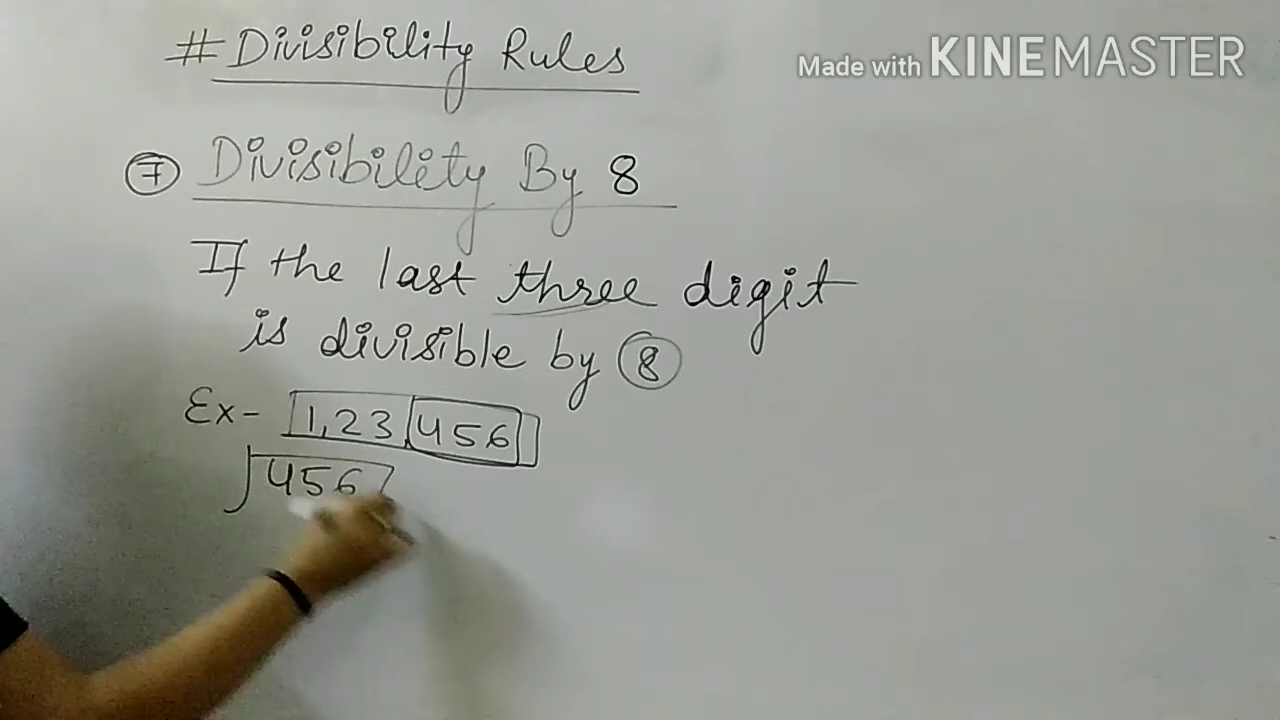 # Divisibility Rules
Made with KINEMASTER
7 Divisibility By 8
If the last three digit
is divisible by 8
Ex- 1,23,456
456